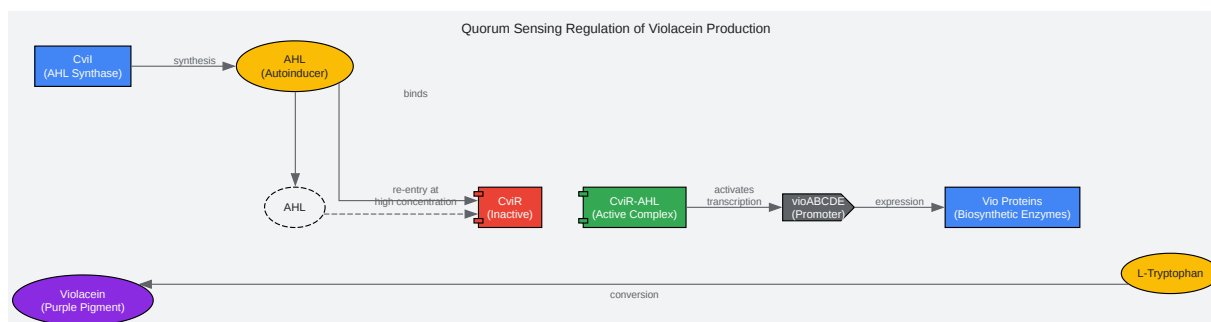 Quorum Sensing Regulation of Violacein Production
CviI
(AHL Synthase)
synthesis
AHL
(Autoinducer)
binds
AHL
re-entry at
high concentration
CviR
(Inactive)
CviR-AHL
(Active Complex)
activates
transcription
vioABCDE
(Promoter)
expression
Vio Proteins
(Biosynthetic Enzymes)
L-Tryptophan
conversion
Violacein
(Purple Pigment)